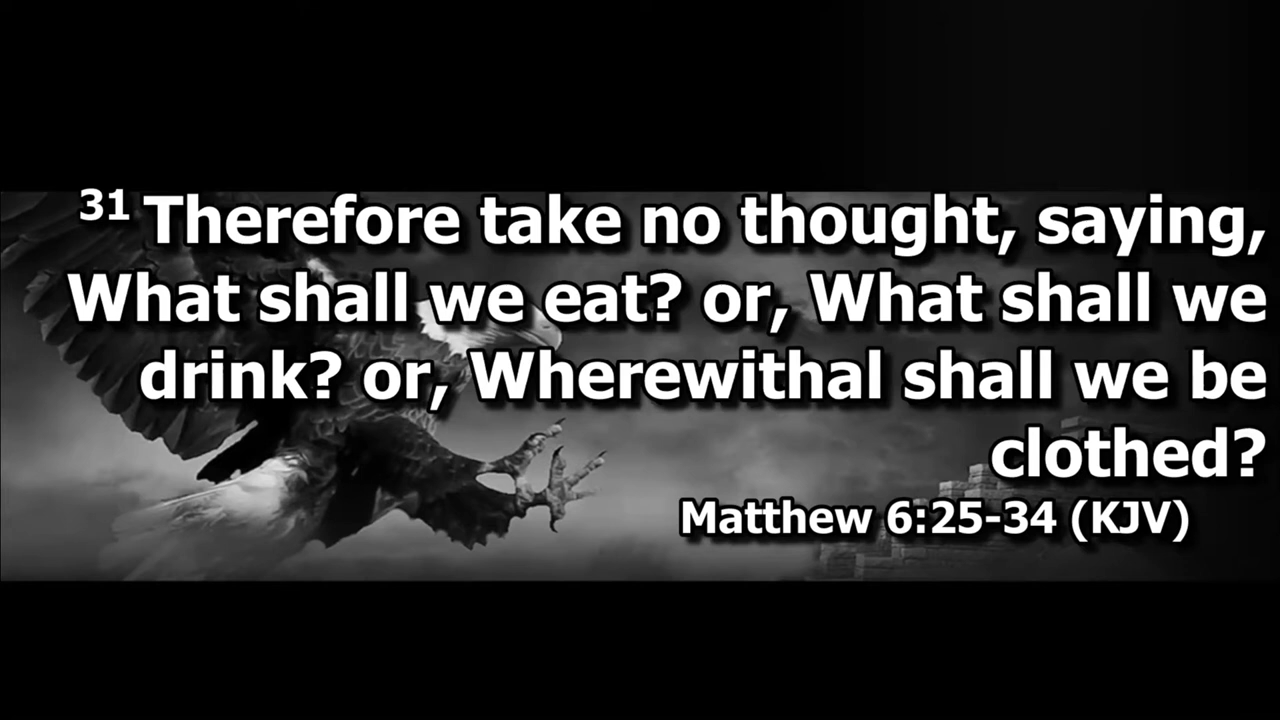 31 Therefore take no thought, saying,
What shall we eat? or, What shall we
drink? or, Wherewithal shall we be
clothed?
Matthew 6:25-34 (KJV)